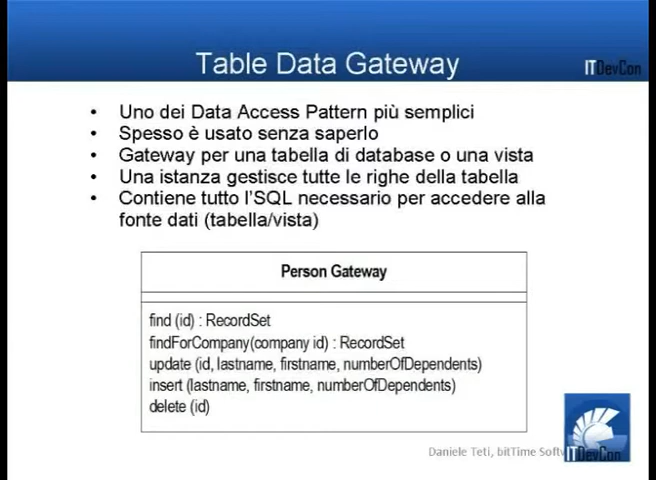 Table Data Gateway
ITDevCon
• Uno dei Data Access Pattern più semplici
• Spesso è usato senza saperlo
• Gateway per una tabella di database o una vista
• Una istanza gestisce tutte le righe della tabella
• Contiene tutto l'SQL necessario per accedere alla
fonte dati (tabella/vista)
Person Gateway
find (id) : RecordSet
findForCompany(company id) : RecordSet
update (id, lastname, firstname, numberOfDependents)
insert (lastname, firstname, numberOfDependents)
delete (id)
Daniele Teti, bitTime
ITDevCon